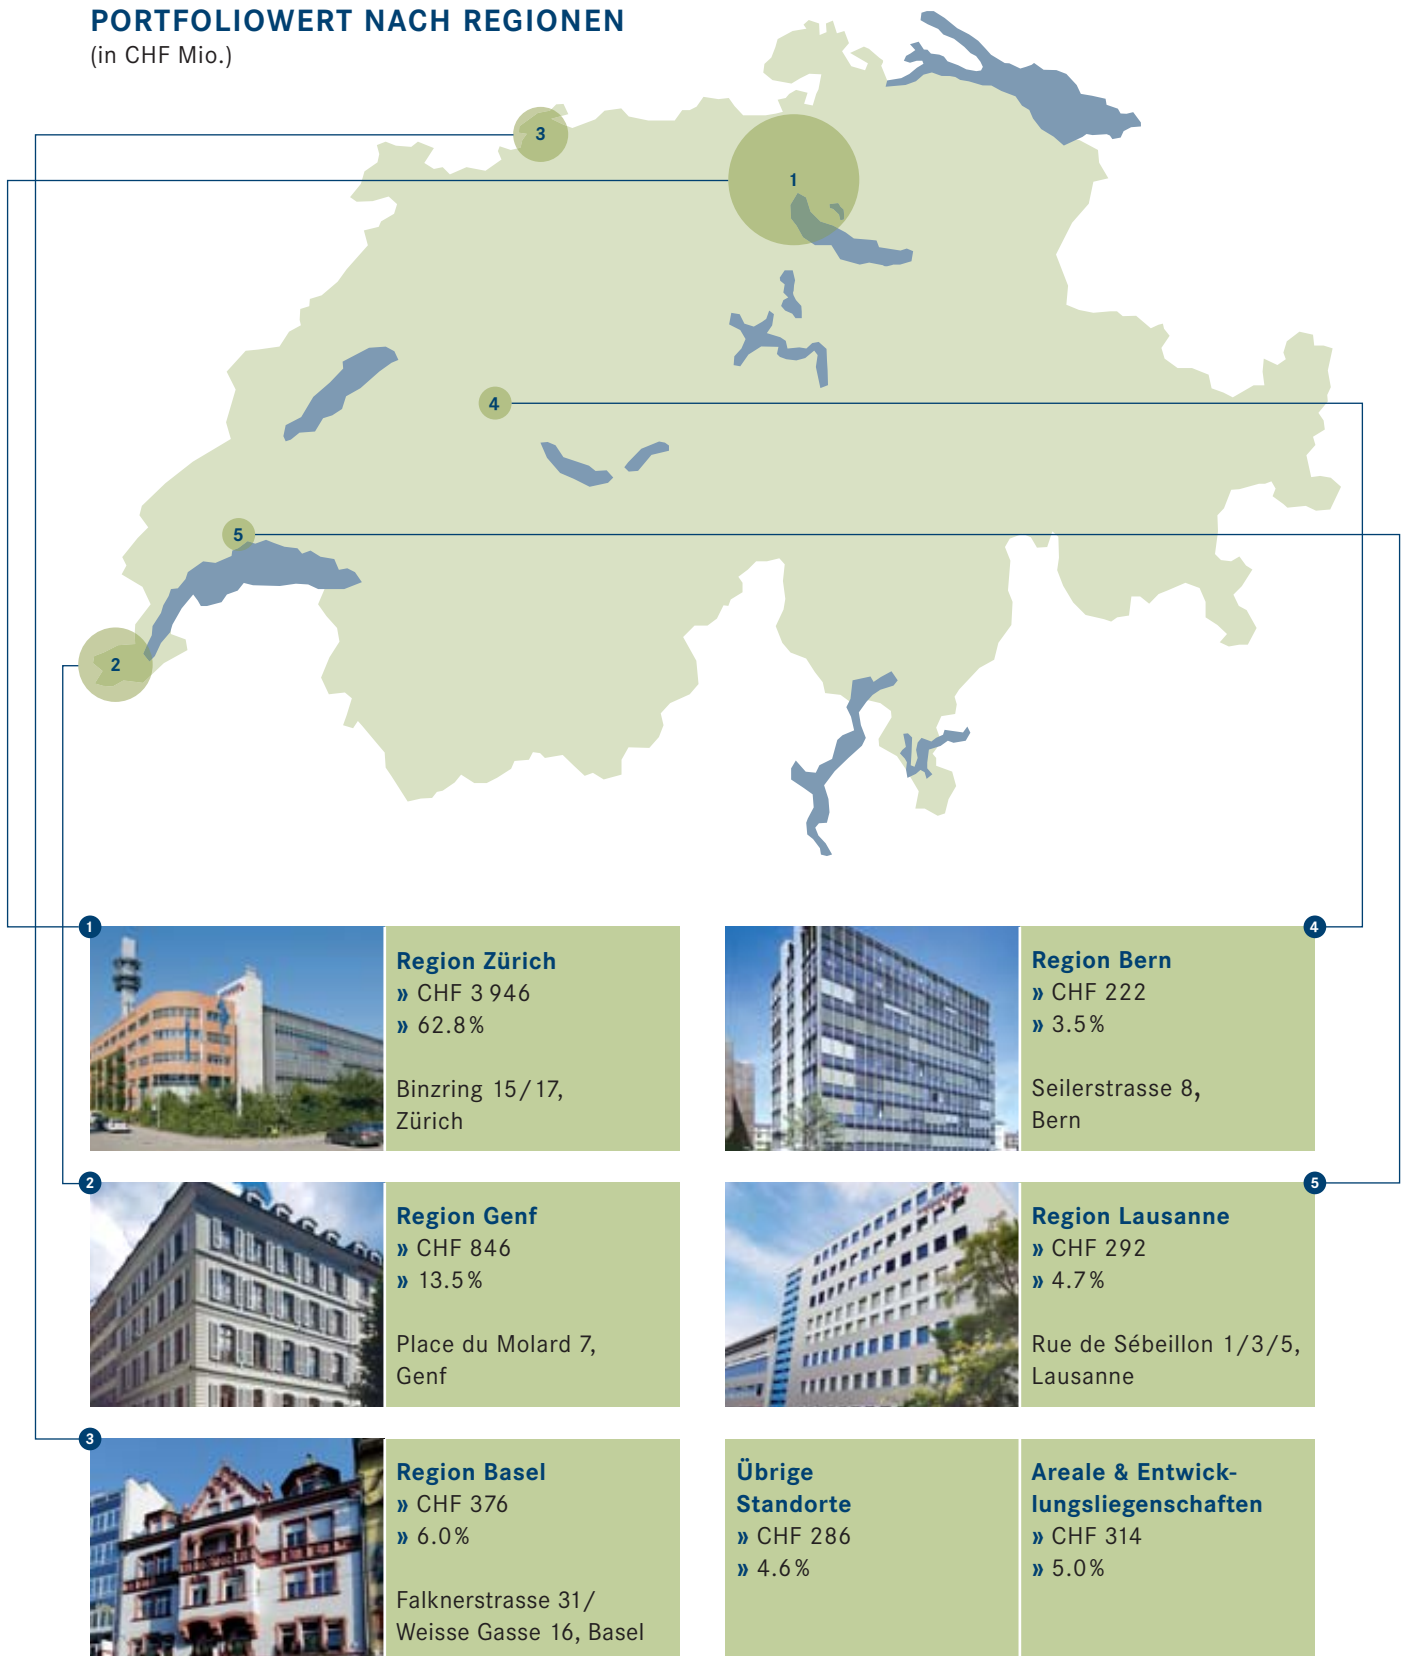 PORTFOLIOWERT NACH REGIONEN
(in CHF Mio.)
3
1
4
5
2
1
Region Zürich
» CHF 3 946
» 62.8%
Binzring 15/17,
Zürich
4
Region Bern
» CHF 222
» 3.5%
Seilerstrasse 8,
Bern
2
Region Genf
» CHF 846
» 13.5%
Place du Molard 7,
Genf
5
Region Lausanne
» CHF 292
» 4.7%
Rue de Sébeillon 1/3/5,
Lausanne
3
Region Basel
» CHF 376
» 6.0%
Falknerstrasse 31/
Weisse Gasse 16, Basel
Übrige
Standorte
» CHF 286
» 4.6%
Areale & Entwick-
lungsliegenschaften
» CHF 314
» 5.0%